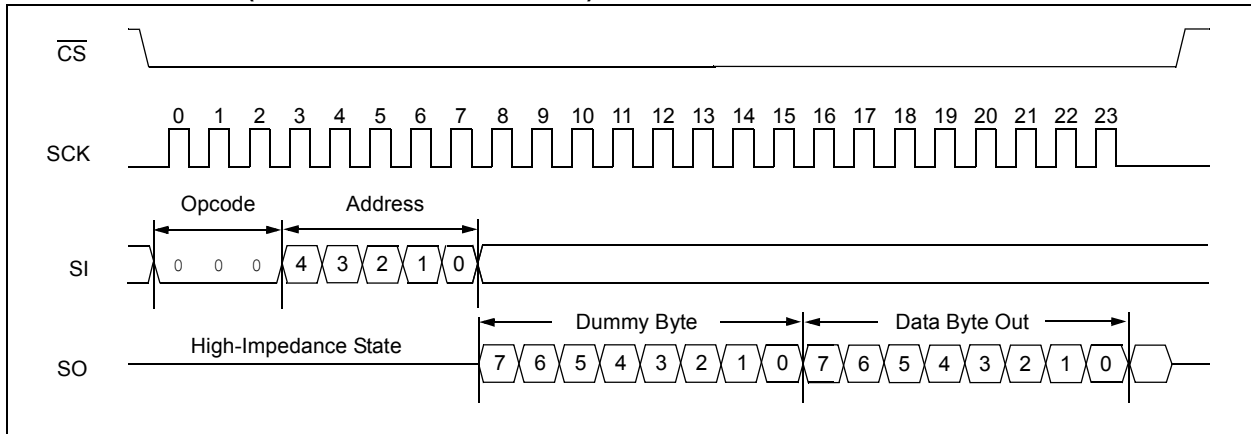 CS
0 1 2 3 4 5 6 7 8 9 10 11 12 13 14 15 16 17 18 19 20 21 22 23
SCK
Opcode Address
SI 0 0 0 4 3 2 1 0
Dummy Byte Data Byte Out
High-Impedance State
SO 7 6 5 4 3 2 1 0 7 6 5 4 3 2 1 0